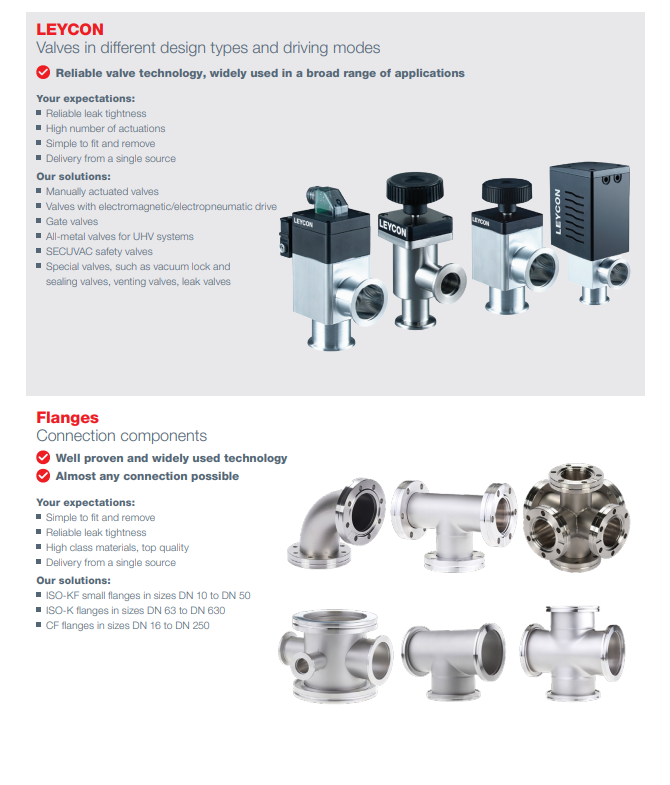 LEYCON
Valves in different design types and driving modes
Reliable valve technology, widely used in a broad range of applications
Your expectations:
Reliable leak tightness
High number of actuations
Simple to fit and remove
Delivery from a single source
Our solutions:
Manually actuated valves
Valves with electromagnetic/electropneumatic drive
Gate valves
All-metal valves for UHV systems
SECUVAC safety valves
Special valves, such as vacuum lock and
sealing valves, venting valves, leak valves
LEYCON
LEYCON
LEYCON
LEYCON
Flanges
Connection components
Well proven and widely used technology
Almost any connection possible
Your expectations:
Simple to fit and remove
Reliable leak tightness
High class materials, top quality
Delivery from a single source
Our solutions:
ISO-KF small flanges in sizes DN 10 to DN 50
ISO-K flanges in sizes DN 63 to DN 630
CF flanges in sizes DN 16 to DN 250